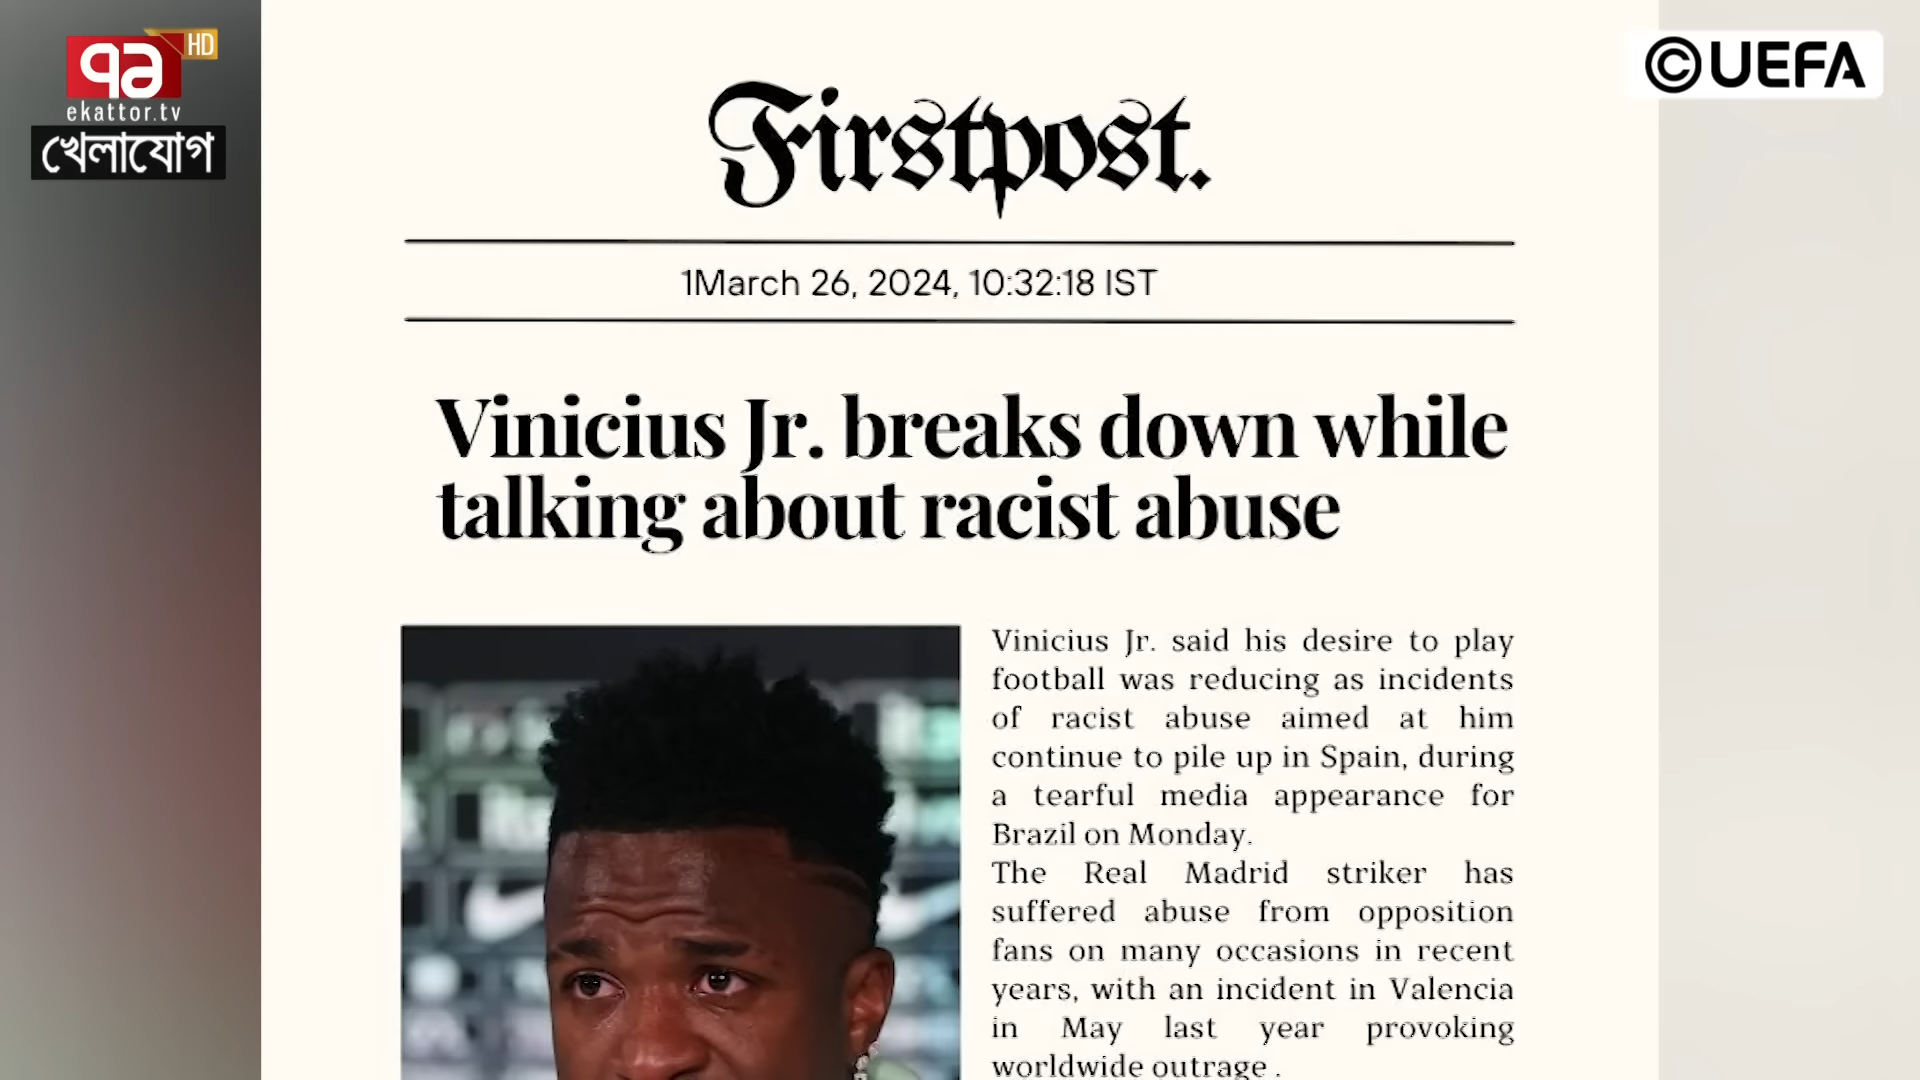 ৭১
HD
ekattor.tv
খেলাযোগ
©UEFA
Firstpost.
1March 26, 2024, 10:32:18 IST
Vinicius Jr. breaks down while
talking about racist abuse
Vinicius Jr. said his desire to play
football was reducing as incidents
of racist abuse aimed at him
continue to pile up in Spain, during
a tearful media appearance for
Brazil on Monday.
The Real Madrid striker has
suffered abuse from opposition
fans on many occasions in recent
years, with an incident in Valencia
in May last year provoking
worldwide outrage .